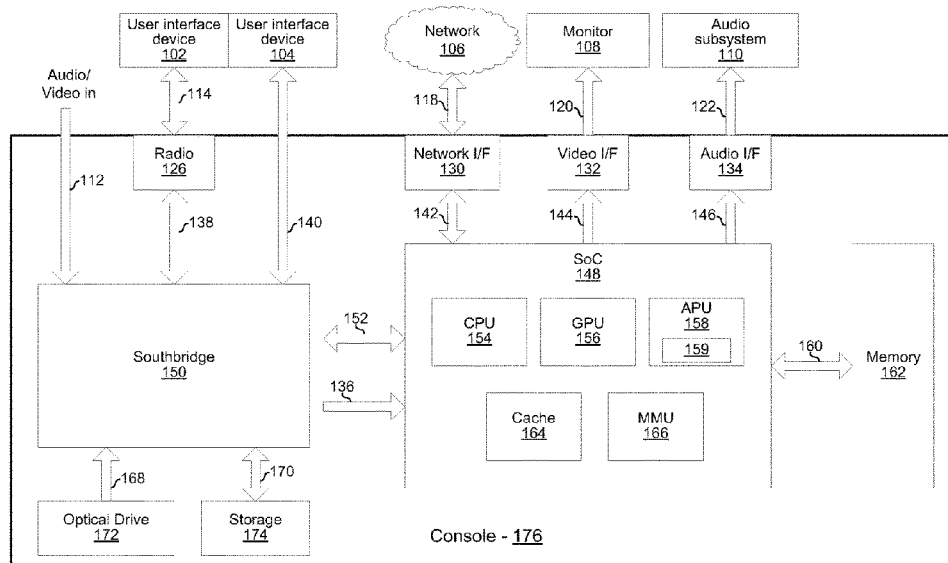 User interface device 102
User interface device 104
Network 106
Monitor 108
Audio subsystem 110
Audio/
Video in
114
118
120
122
Radio 126
Network I/F 130
Video I/F 132
Audio I/F 134
112
138
140
142
144
146
SoC 148
CPU 154
GPU 156
APU 158
159
152
160
Memory 162
Southbridge 150
136
Cache 164
MMU 166
168
170
Optical Drive 172
Storage 174
Console - 176